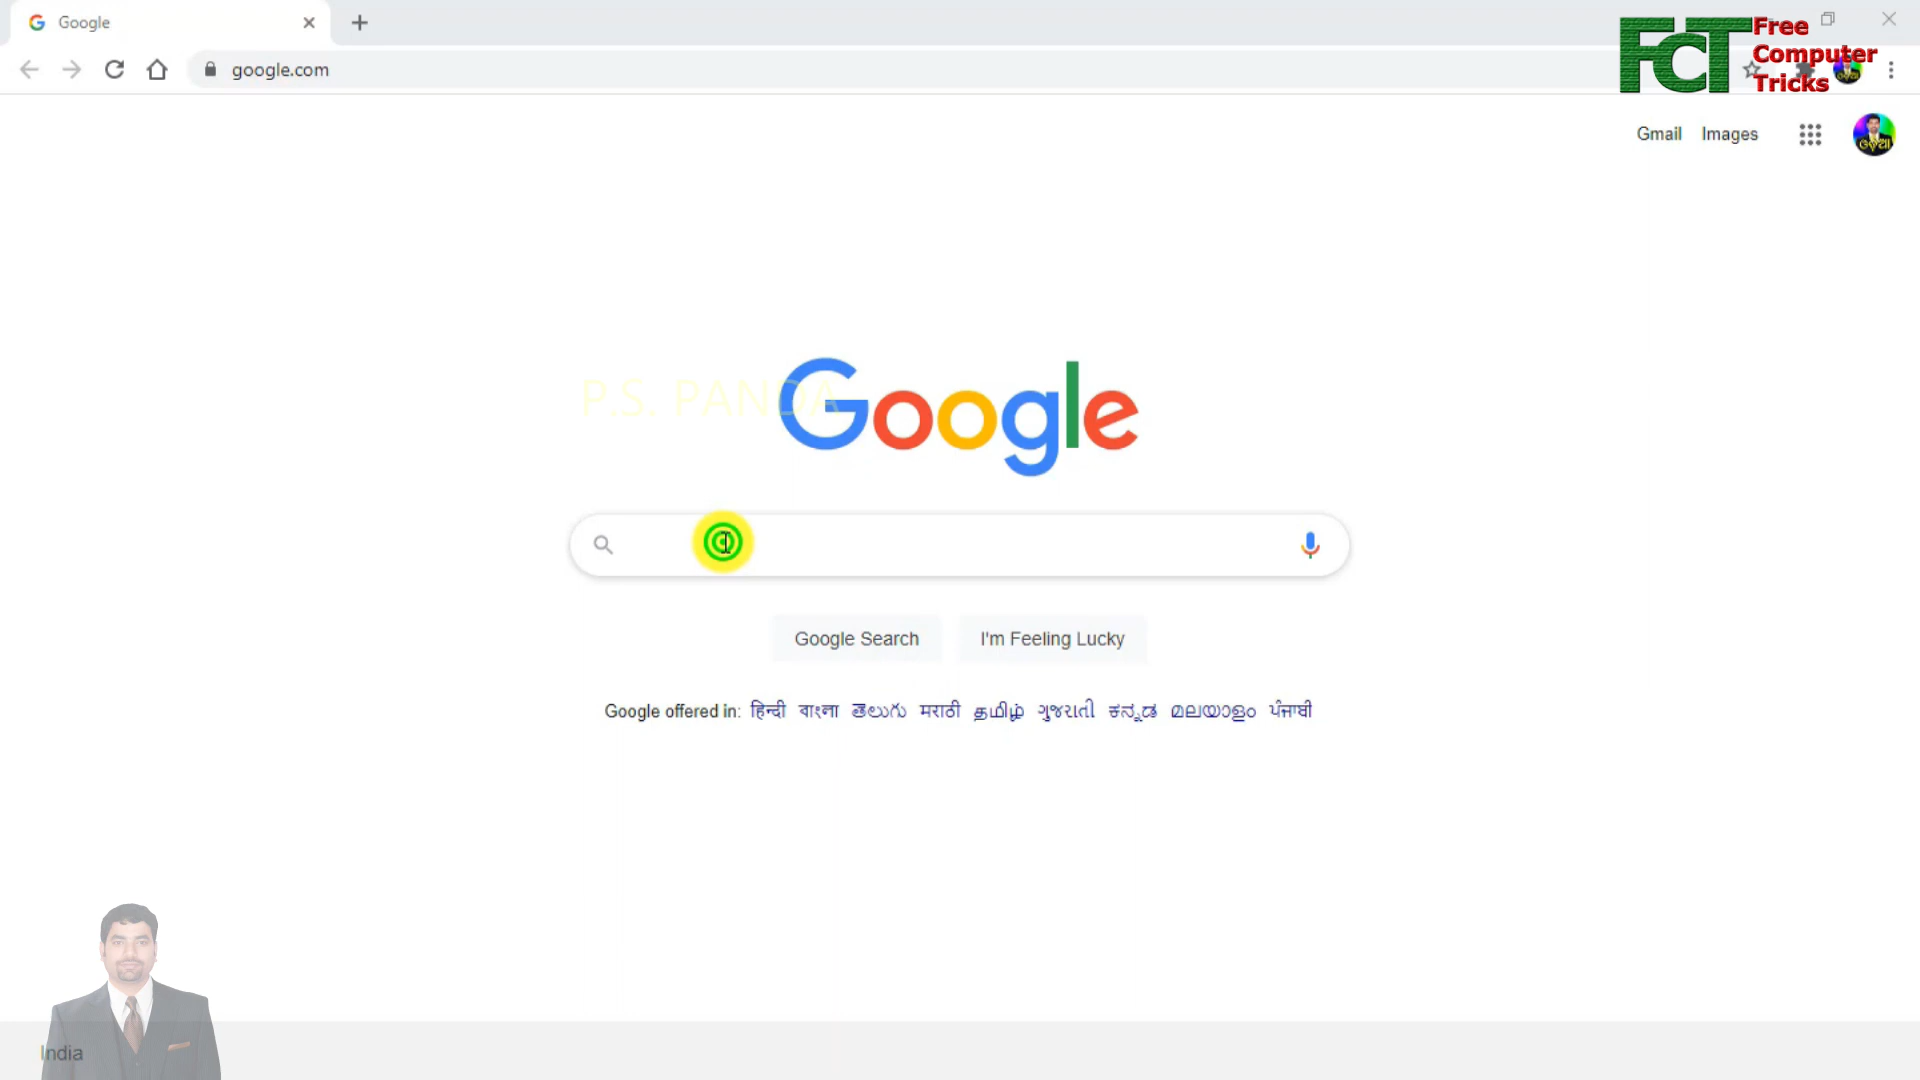 Google
google.com
FCT Free
Computer
Tricks
Gmail Images
ଓଡ଼ିଆ
P.S. PANDA
Google
Google Search I'm Feeling Lucky
Google offered in: हिन्दी বাংলা తెలుగు मराठी தமிழ் ગુજરાતી ಕನ್ನಡ മലയാളം ਪੰਜਾਬੀ
India